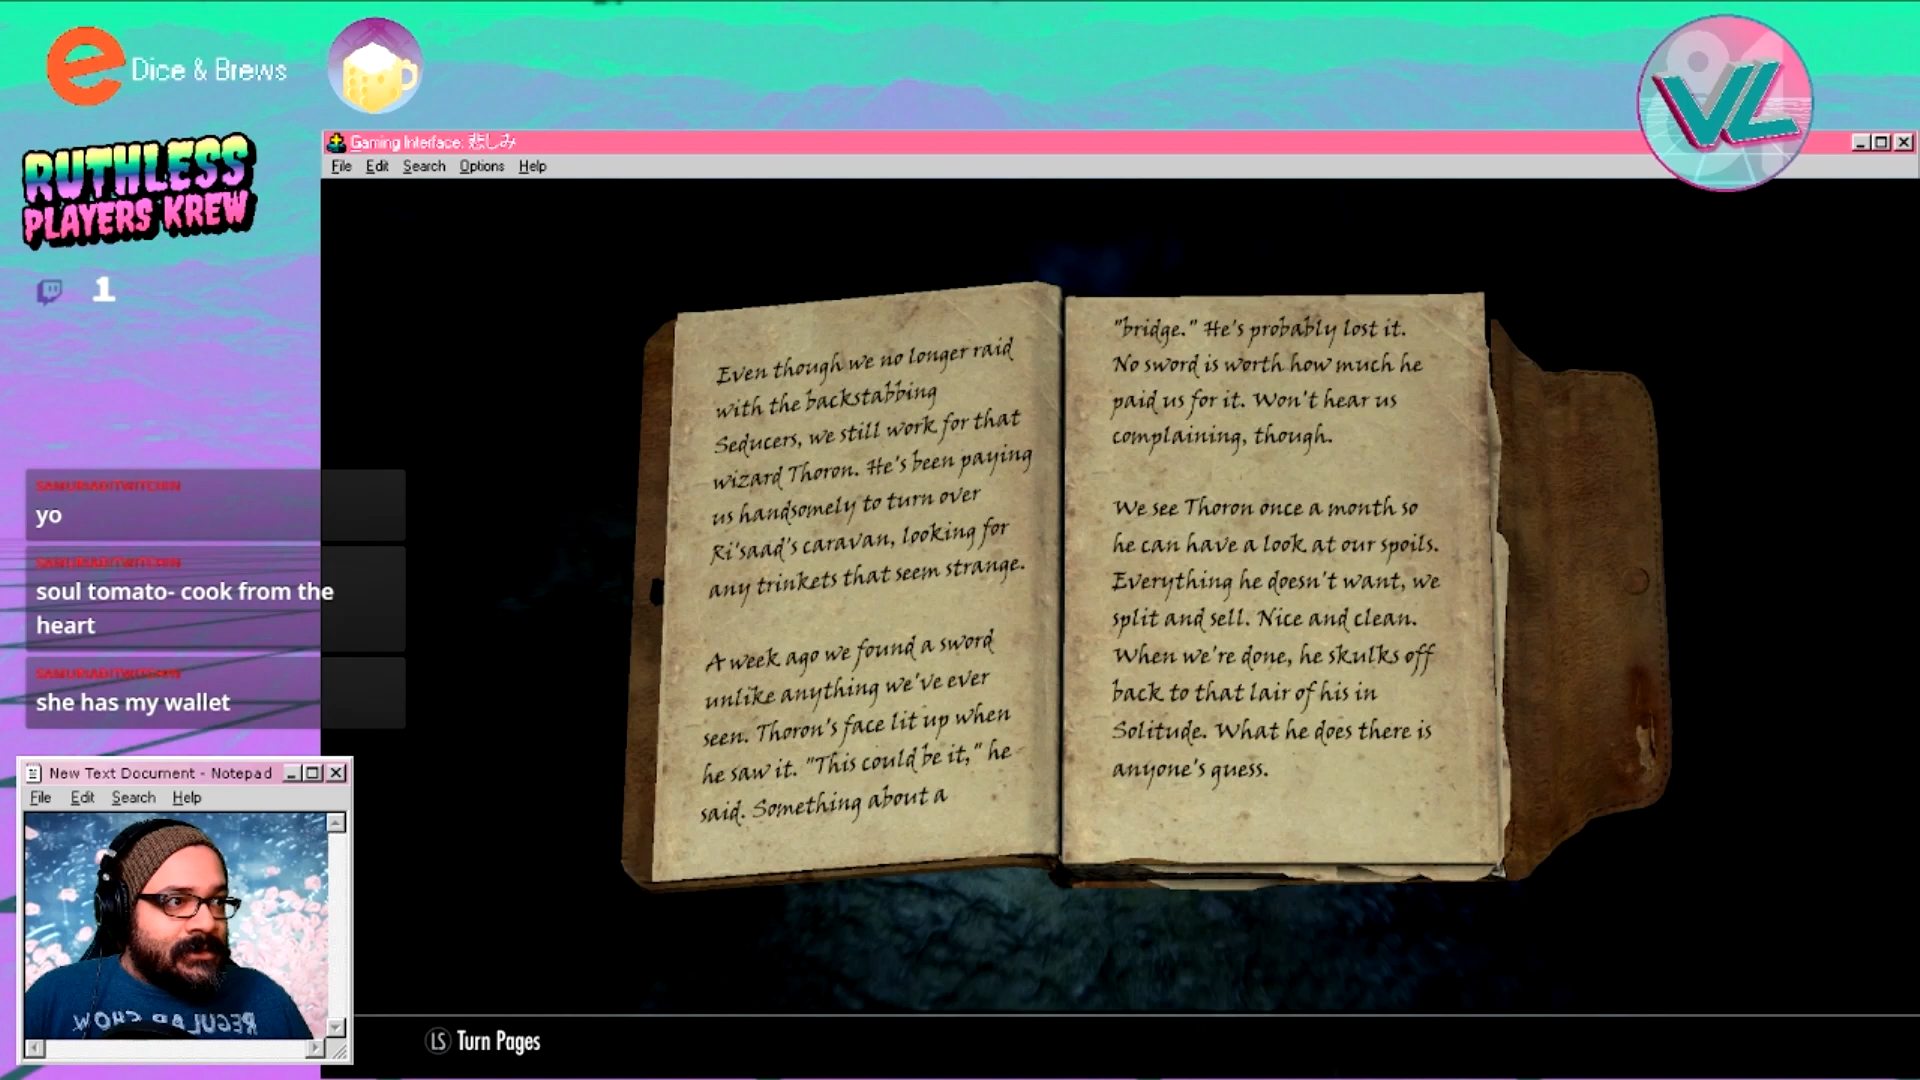 Dice & Brews
RUTHLESS
PLAYERS KREW
1
VL
Gaming Interface: 悲しみ
File Edit Search Options Help
yo
soul tomato- cook from the
heart
she has my wallet
New Text Document - Notepad
File Edit Search Help
REGULAR SHOW
Even though we no longer raid
with the backstabbing
Seducers, we still work for that
wizard Thoron. He's been paying
us handsomely to turn over
Ri'saad's caravan, looking for
any trinkets that seem strange.
A week ago we found a sword
unlike anything we've ever
seen. Thoron's face lit up when
he saw it. "This could be it," he
said. Something about a
"bridge." He's probably lost it.
No sword is worth how much he
paid us for it. Won't hear us
complaining, though.
We see Thoron once a month so
he can have a look at our spoils.
Everything he doesn't want, we
split and sell. Nice and clean.
When we're done, he skulks off
back to that lair of his in
Solitude. What he does there is
anyone's guess.
LS Turn Pages